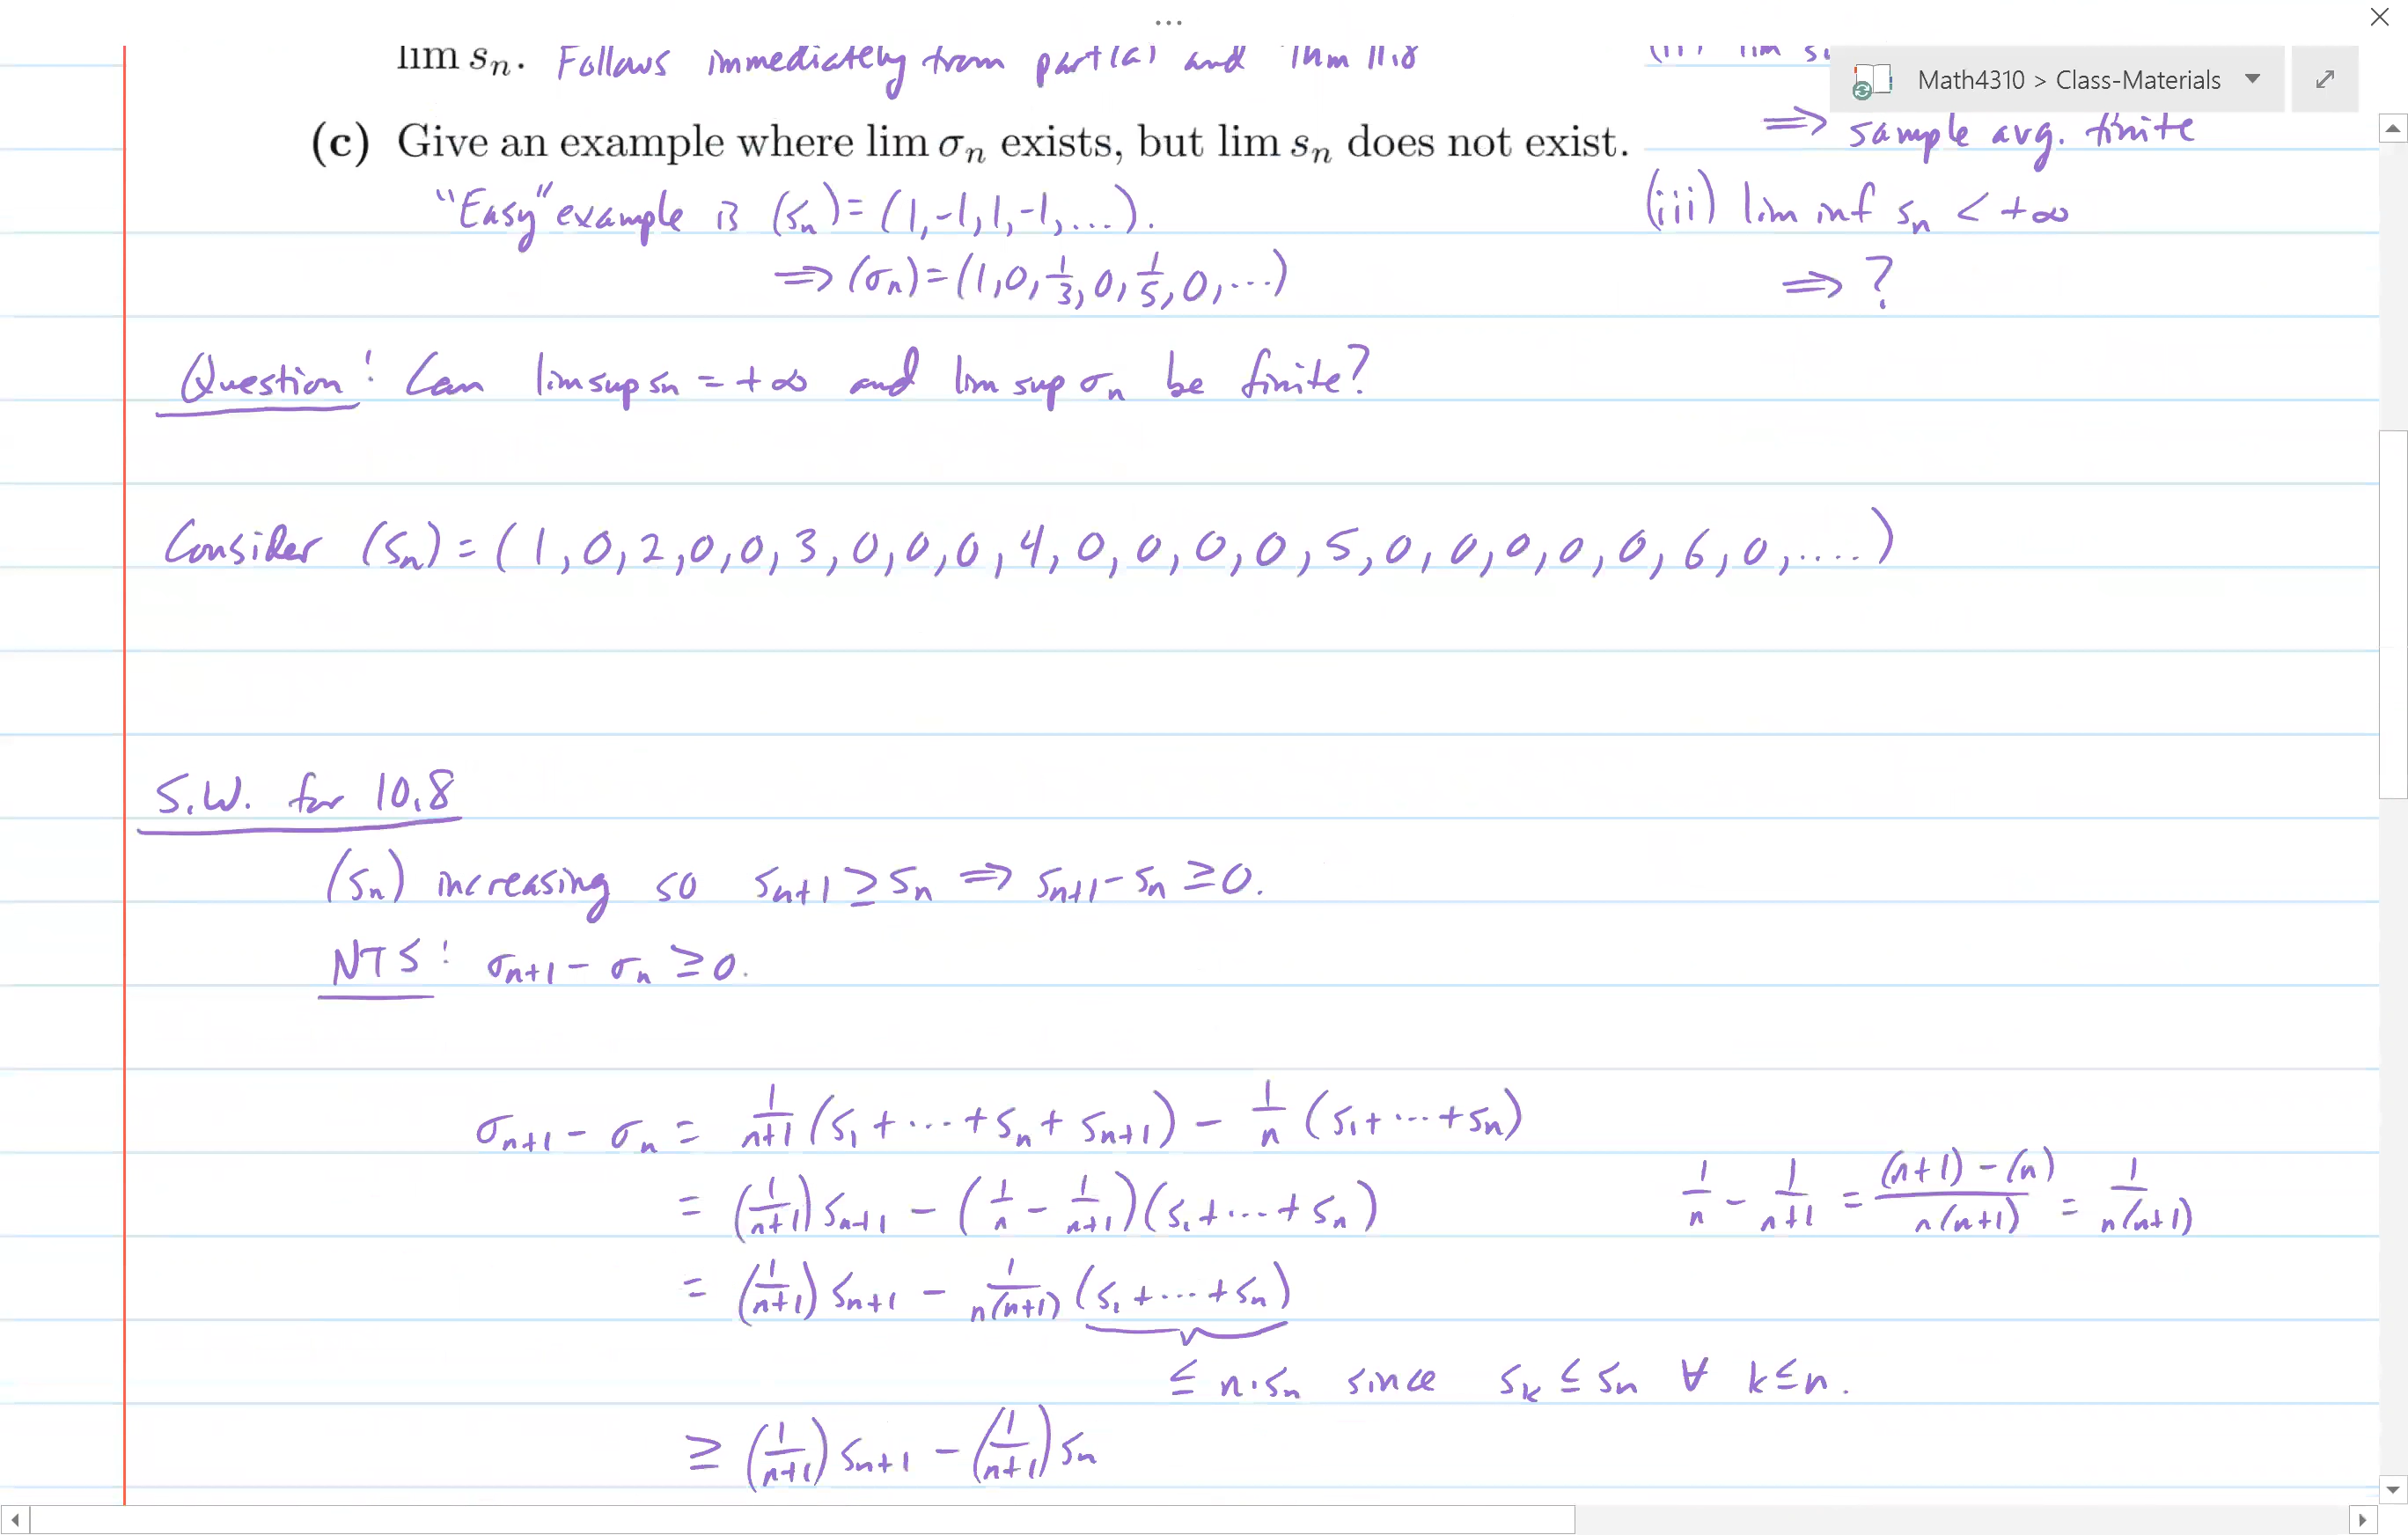 lim sₙ. Follows immediately from part (a) and Thm 11.8
Math4310 > Class-Materials
⟹ sample avg. finite
(c) Give an example where lim σₙ exists, but lim sₙ does not exist.
"Easy" example is (sₙ) = (1,-1,1,-1,...).
(iii) lim inf sₙ < +∞
⟹ (σₙ) = (1,0,1/3,0,1/5,0,...)
⟹ ?
Question: Can lim sup sₙ = +∞ and lim sup σₙ be finite?
Consider (sₙ) = (1,0,2,0,0,3,0,0,0,4,0,0,0,0,5,0,0,0,0,0,6,0,....)
S.W. for 10.8
(sₙ) increasing so sₙ₊₁ ≥ sₙ ⟹ sₙ₊₁ - sₙ ≥ 0.
NTS: σₙ₊₁ - σₙ ≥ 0.
σₙ₊₁ - σₙ = 1/(n+1) (s₁ + ... + sₙ + sₙ₊₁) - 1/n (s₁ + ... + sₙ)
= (1/(n+1)) sₙ₊₁ - (1/n - 1/(n+1))(s₁ + ... + sₙ)
1/n - 1/(n+1) = ((n+1) - (n))/(n(n+1)) = 1/(n(n+1))
= (1/(n+1)) sₙ₊₁ - 1/(n(n+1)) (s₁ + ... + sₙ)
≤ n·sₙ since sₖ ≤ sₙ ∀ k ≤ n.
≥ (1/(n+1)) sₙ₊₁ - (1/(n+1)) sₙ